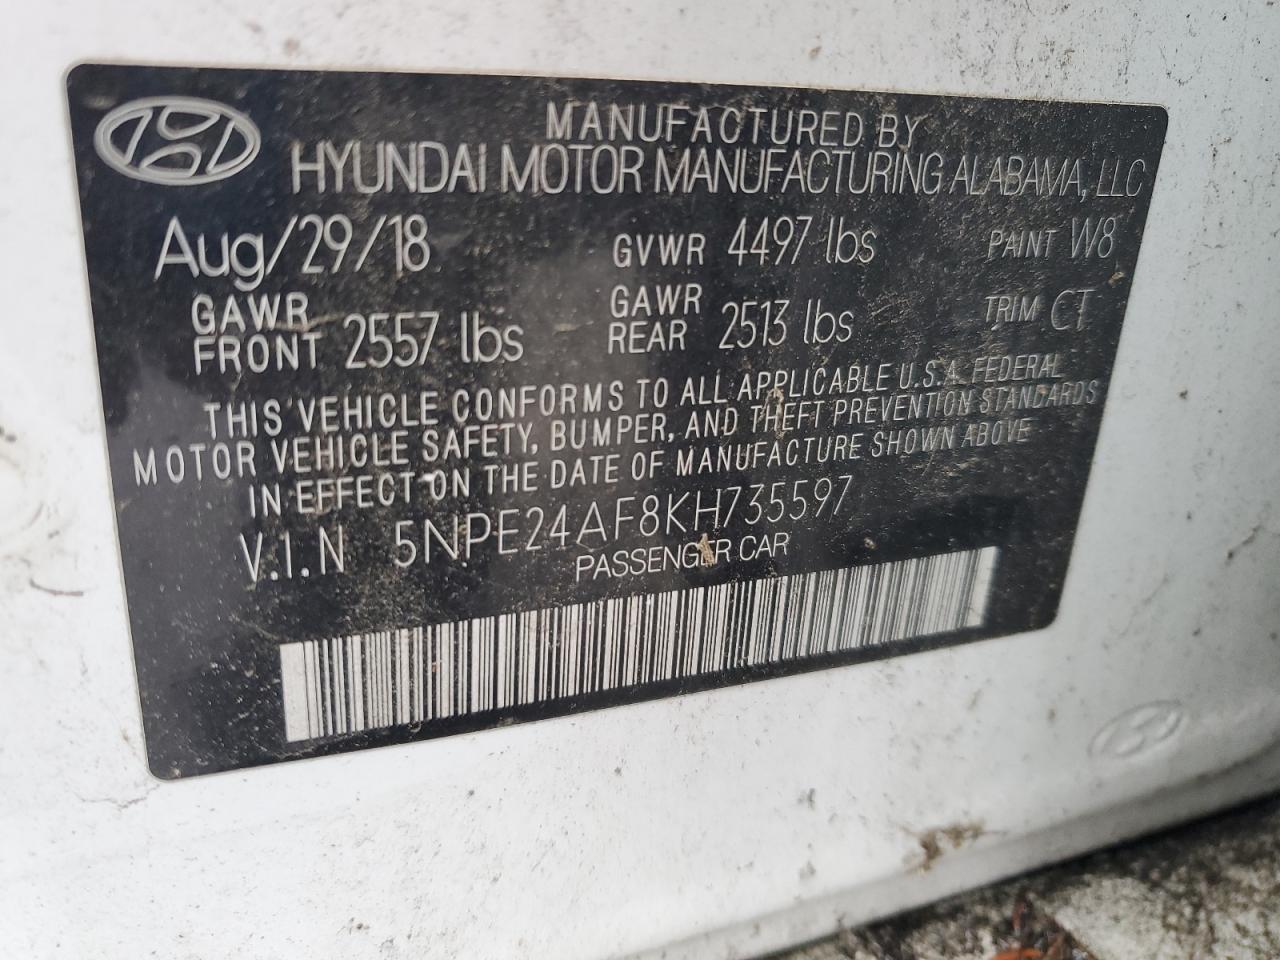 MANUFACTURED BY
HYUNDAI MOTOR MANUFACTURING ALABAMA, LLC
Aug/29/18 GVWR 4497 lbs PAINT W8
GAWR FRONT 2557 lbs GAWR REAR 2513 lbs TRIM CT
THIS VEHICLE CONFORMS TO ALL APPLICABLE U.S.A. FEDERAL
MOTOR VEHICLE SAFETY, BUMPER, AND THEFT PREVENTION STANDARDS
IN EFFECT ON THE DATE OF MANUFACTURE SHOWN ABOVE
V.I.N 5NPE24AF8KH735597
PASSENGER CAR